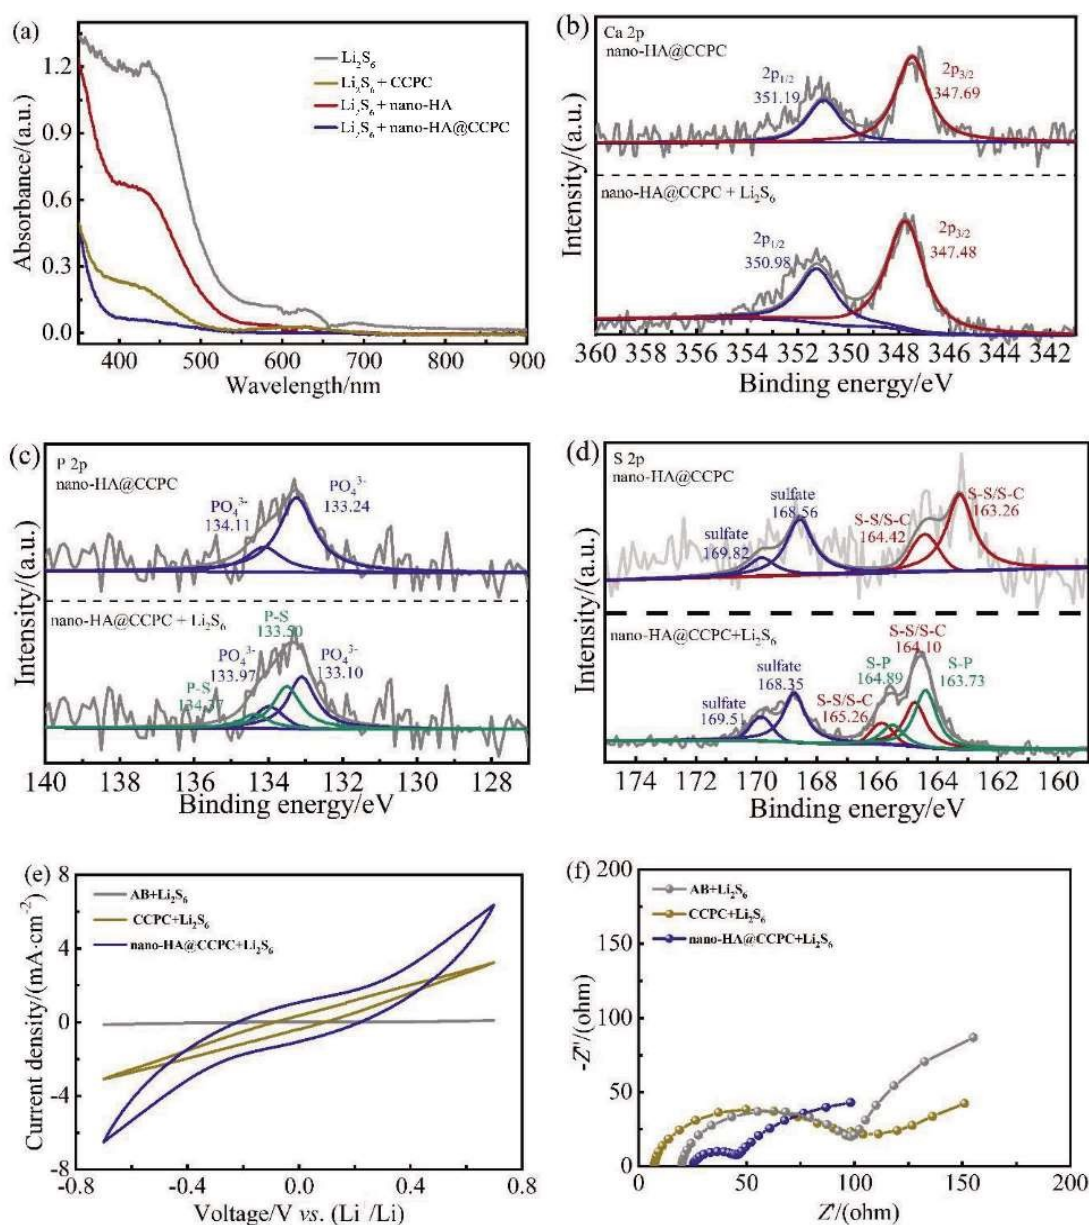 (a)
Li₂S₆
Li₂S₆ + CCPC
Li₂S₆ + nano-HA
Li₂S₆ + nano-HA@CCPC
Absorbance/(a.u.)
1.2
0.9
0.6
0.3
0.0
400 500 600 700 800 900
Wavelength/nm
(b)
Ca 2p
nano-HA@CCPC
2p₁/₂
351.19
2p₃/₂
347.69
nano-HA@CCPC + Li₂S₆
2p₁/₂
350.98
2p₃/₂
347.48
Intensity/(a.u.)
360 358 356 354 352 350 348 346 344 342
Binding energy/eV
(c)
P 2p
nano-HA@CCPC
PO₄³⁻
134.11
PO₄³⁻
133.24
nano-HA@CCPC + Li₂S₆
P-S
133.50
PO₄³⁻
133.97
PO₄³⁻
133.10
P-S
134.37
Intensity/(a.u.)
140 138 136 134 132 130 128
Binding energy/eV
(d)
S 2p
nano-HA@CCPC
sulfate
168.56
sulfate
169.82
S-S/S-C
164.42
S-S/S-C
163.26
nano-HA@CCPC+Li₂S₆
S-S/S-C
164.10
S-P
164.89
S-P
163.73
sulfate
168.35
sulfate
169.51
S-S/S-C
165.26
Intensity/(a.u.)
174 172 170 168 166 164 162 160
Binding energy/eV
(e)
AB+Li₂S₆
CCPC+Li₂S₆
nano-HA@CCPC+Li₂S₆
Current density/(mA·cm⁻²)
8
4
0
-4
-8
-0.8 -0.4 0.0 0.4 0.8
Voltage/V vs. (Li⁻/Li)
(f)
AB+Li₂S₆
CCPC+Li₂S₆
nano-HA@CCPC+Li₂S₆
-Z''/(ohm)
200
150
100
50
0
0 50 100 150 200
Z'/(ohm)